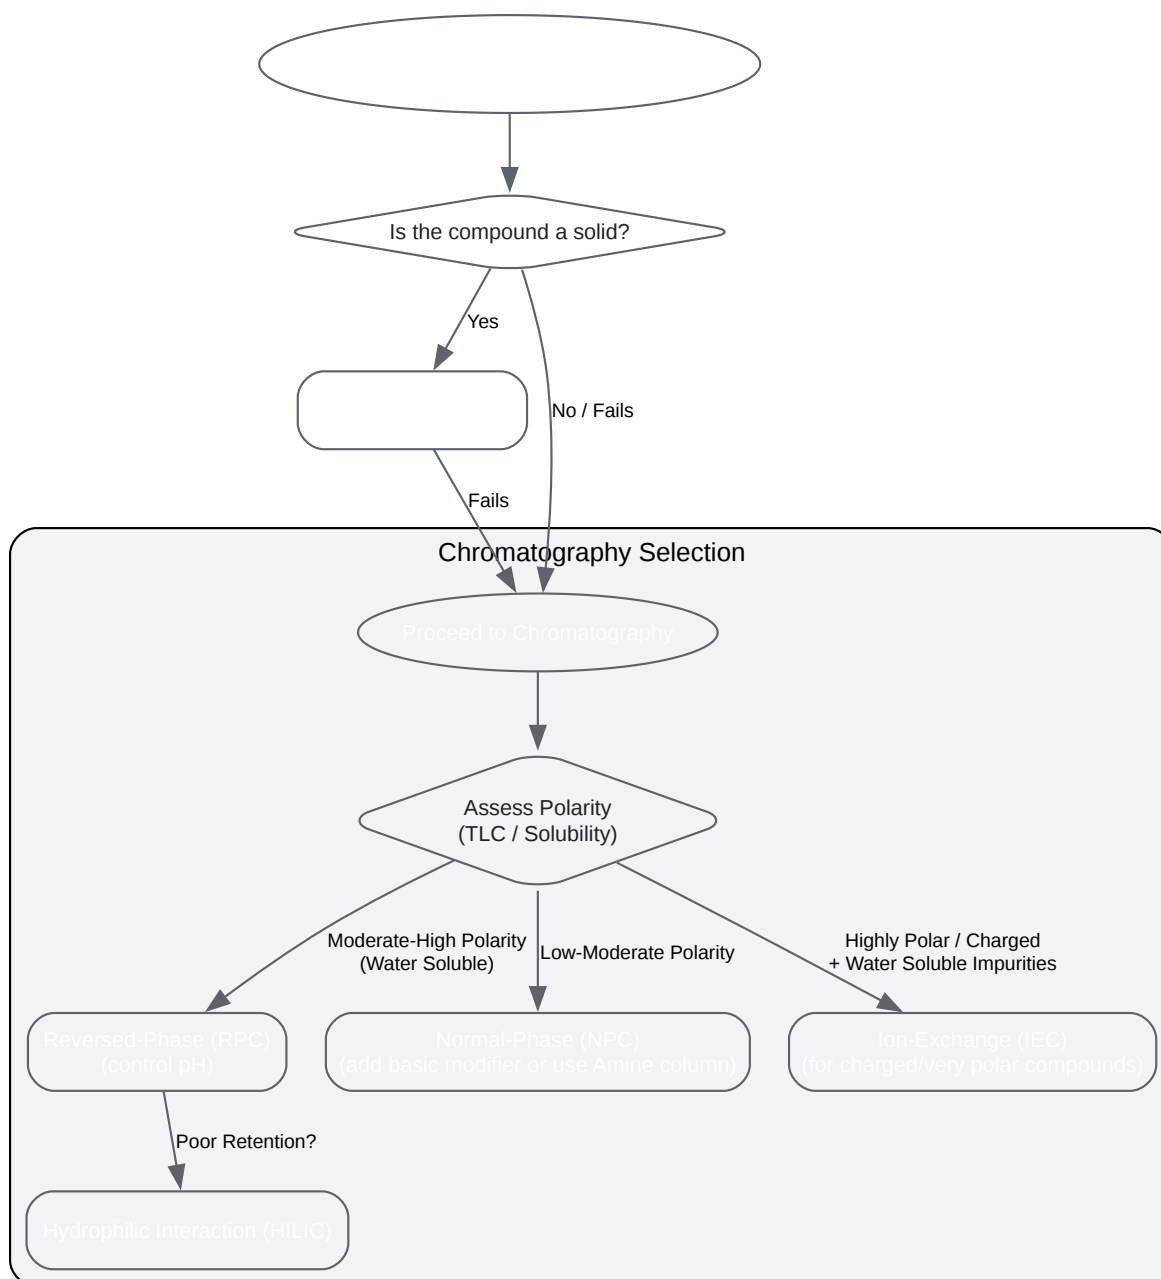 Is the compound a solid?
Yes
No / Fails
Fails
Chromatography Selection
Proceed to Chromatography
Assess Polarity
(TLC / Solubility)
Moderate-High Polarity
(Water Soluble)
Low-Moderate Polarity
Highly Polar / Charged
+ Water Soluble Impurities
Reversed-Phase (RPC)
(control pH)
Normal-Phase (NPC)
(add basic modifier or use Amine column)
Ion-Exchange (IEC)
(for charged/very polar compounds)
Poor Retention?
Hydrophilic Interaction (HILIC)